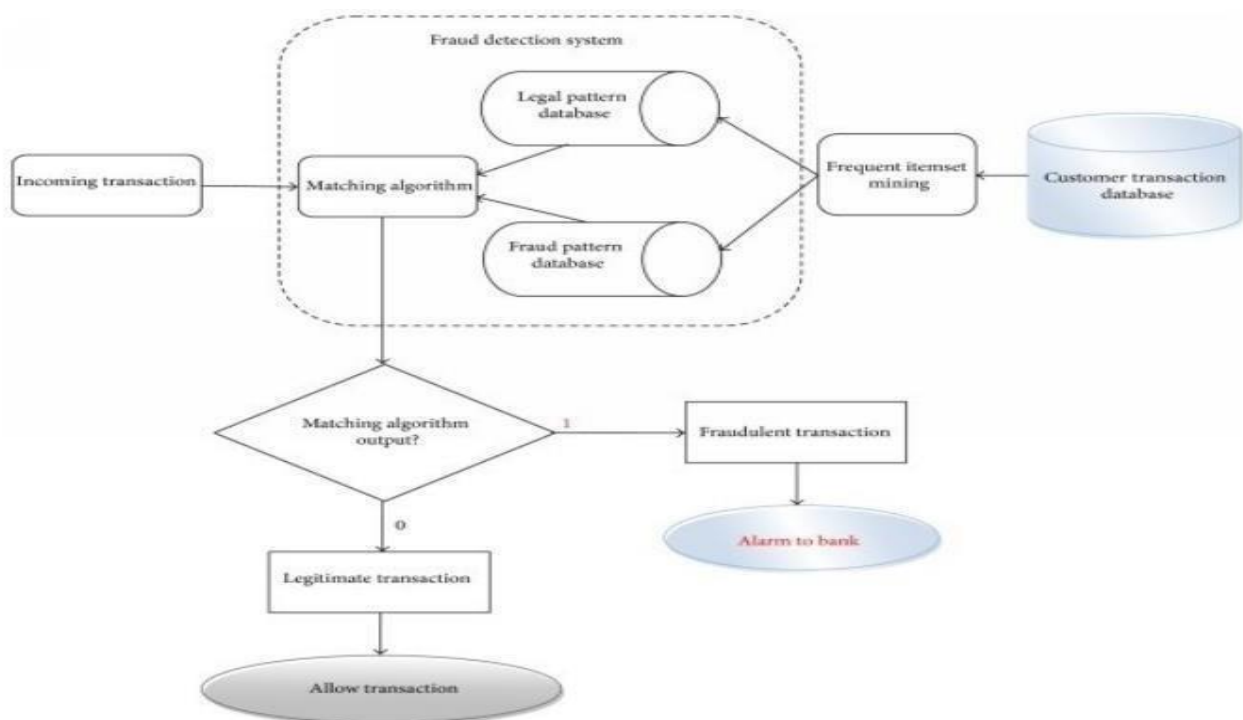 Fraud detection system
Legal pattern
database
Incoming transaction
Matching algorithm
Frequent itemset
mining
Customer transaction
database
Fraud pattern
database
Matching algorithm
output?
1
Fraudulent transaction
0
Alarm to bank
Legitimate transaction
Allow transaction